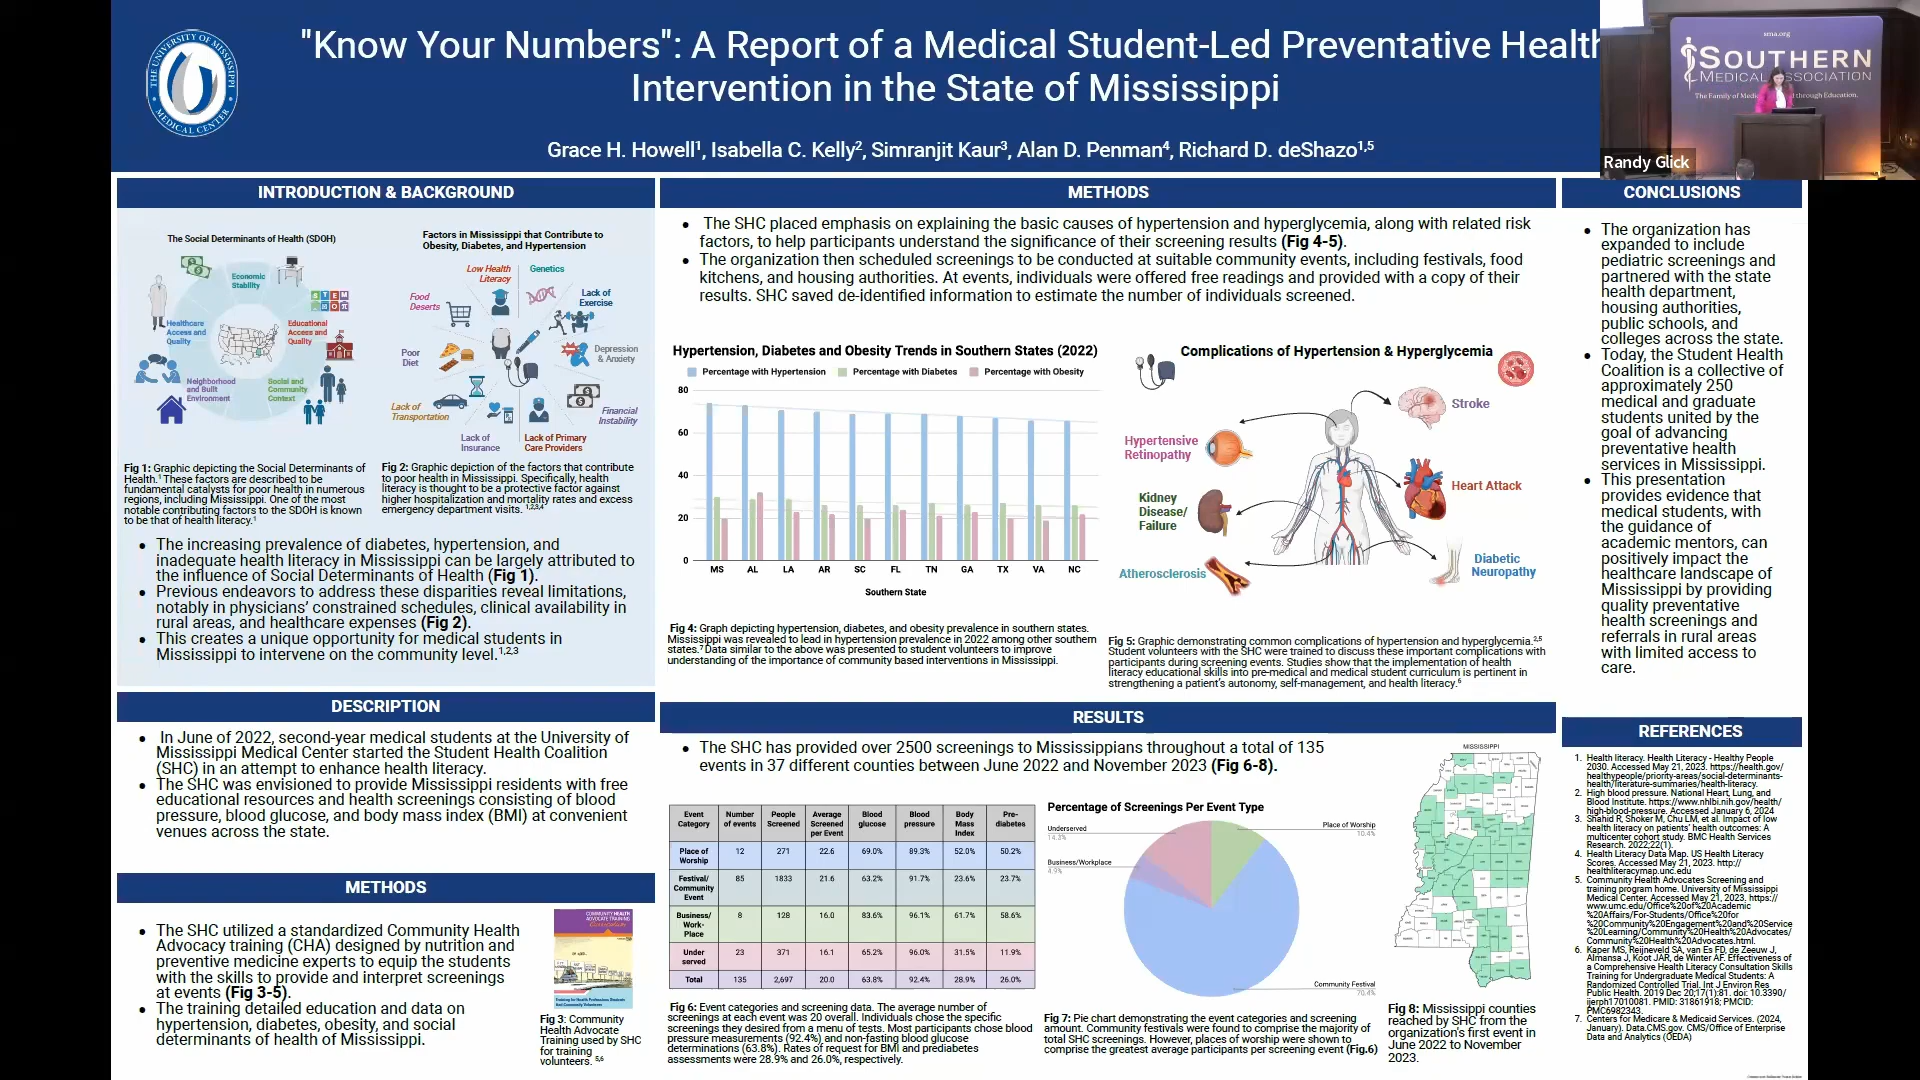 "Know Your Numbers": A Report of a Medical Student-Led Preventative Health
Intervention in the State of Mississippi
Grace H. Howell1, Isabella C. Kelly2, Simranjit Kaur3, Alan D. Penman4, Richard D. deShazo1,5
THE UNIVERSITY OF MISSISSIPPI
MEDICAL CENTER
sma.org
SOUTHERN
MEDICAL ASSOCIATION
The Family of
through Education.
Randy Glick
INTRODUCTION & BACKGROUND
The Social Determinants of Health (SDOH)
Economic
Stability
STEM
Healthcare
Access and
Quality
Educational
Access and
Quality
Neighborhood
and Built
Environment
Social and
Community
Context
Factors in Mississippi that Contribute to
Obesity, Diabetes, and Hypertension
Low Health
Literacy
Genetics
Food
Deserts
Lack of
Exercise
Poor
Diet
Depression
& Anxiety
Lack of
Transportation
Financial
Instability
Lack of
Insurance
Lack of Primary
Care Providers
Fig 1: Graphic depicting the Social Determinants of
Health.1 These factors are described to be
fundamental catalysts for poor health in numerous
regions, including Mississippi. One of the most
notable contributing factors to the SDOH is known
to be that of health literacy.1
Fig 2: Graphic depiction of the factors that contribute
to poor health in Mississippi. Specifically, health
literacy is thought to be a protective factor against
higher hospitalization and mortality rates and excess
emergency department visits. 1,2,3,4
• The increasing prevalence of diabetes, hypertension, and
inadequate health literacy in Mississippi can be largely attributed to
the influence of Social Determinants of Health (Fig 1).
• Previous endeavors to address these disparities reveal limitations,
notably in physicians' constrained schedules, clinical availability in
rural areas, and healthcare expenses (Fig 2).
• This creates a unique opportunity for medical students in
Mississippi to intervene on the community level.1,2,3
DESCRIPTION
• In June of 2022, second-year medical students at the University of
Mississippi Medical Center started the Student Health Coalition
(SHC) in an attempt to enhance health literacy.
• The SHC was envisioned to provide Mississippi residents with free
educational resources and health screenings consisting of blood
pressure, blood glucose, and body mass index (BMI) at convenient
venues across the state.
METHODS
• The SHC utilized a standardized Community Health
Advocacy training (CHA) designed by nutrition and
preventive medicine experts to equip the students
with the skills to provide and interpret screenings
at events (Fig 3-5).
• The training detailed education and data on
hypertension, diabetes, obesity, and social
determinants of health of Mississippi.
COMMUNITY HEALTH
ADVOCATE TRAINING
Fig 3: Community
Health Advocate
Training used by SHC
for training
volunteers. 5,6
METHODS
• The SHC placed emphasis on explaining the basic causes of hypertension and hyperglycemia, along with related risk
factors, to help participants understand the significance of their screening results (Fig 4-5).
• The organization then scheduled screenings to be conducted at suitable community events, including festivals, food
kitchens, and housing authorities. At events, individuals were offered free readings and provided with a copy of their
results. SHC saved de-identified information to estimate the number of individuals screened.
Hypertension, Diabetes and Obesity Trends in Southern States (2022)
Percentage with Hypertension Percentage with Diabetes Percentage with Obesity
80
60
40
20
0
MS AL LA AR SC FL TN GA TX VA NC
Southern State
Fig 4: Graph depicting hypertension, diabetes, and obesity prevalence in southern states.
Mississippi was revealed to lead in hypertension prevalence in 2022 among other southern
states.7 Data similar to the above was presented to student volunteers to improve
understanding of the importance of community based interventions in Mississippi.
Complications of Hypertension & Hyperglycemia
Stroke
Hypertensive
Retinopathy
Heart Attack
Kidney
Disease/
Failure
Diabetic
Neuropathy
Atherosclerosis
Fig 5: Graphic demonstrating common complications of hypertension and hyperglycemia.2,5
Student volunteers with the SHC were trained to discuss these important complications with
participants during screening events. Studies show that the implementation of health
literacy educational skills into pre-medical and medical student curriculum is pertinent in
strengthening a patient's autonomy, self-management, and health literacy.6
RESULTS
• The SHC has provided over 2500 screenings to Mississippians throughout a total of 135
events in 37 different counties between June 2022 and November 2023 (Fig 6-8).
Event Category Number of events People Screened Average Screened per Event Blood glucose Blood pressure Body Mass Index Pre-diabetes
Place of Worship 12 271 22.6 69.0% 89.3% 52.0% 50.2%
Festival/ Community Event 85 1833 21.6 63.2% 91.7% 23.6% 23.7%
Business/ Work-Place 8 128 16.0 83.6% 96.1% 61.7% 58.6%
Under served 23 371 16.1 65.2% 96.0% 31.5% 11.9%
Total 135 2,697 20.0 63.8% 92.4% 28.9% 26.0%
Fig 6: Event categories and screening data. The average number of
screenings at each event was 20 overall. Individuals chose the specific
screenings they desired from a menu of tests. Most participants chose blood
pressure measurements (92.4%) and non-fasting blood glucose
determinations (63.8%). Rates of request for BMI and prediabetes
assessments were 28.9% and 26.0%, respectively.
Percentage of Screenings Per Event Type
Underserved
14.3%
Place of Worship
10.4%
Business/Workplace
4.9%
Community Festival
70.4%
Fig 7: Pie chart demonstrating the event categories and screening
amount. Community festivals were found to comprise the majority of
total SHC screenings. However, places of worship were shown to
comprise the greatest average participants per screening event (Fig.6)
MISSISSIPPI
Fig 8: Mississippi counties
reached by SHC from the
organization's first event in
June 2022 to November
2023.
CONCLUSIONS
• The organization has
expanded to include
pediatric screenings and
partnered with the state
health department,
housing authorities,
public schools, and
colleges across the state.
• Today, the Student Health
Coalition is a collective of
approximately 250
medical and graduate
students united by the
goal of advancing
preventative health
services in Mississippi.
• This presentation
provides evidence that
medical students, with
the guidance of
academic mentors, can
positively impact the
healthcare landscape of
Mississippi by providing
quality preventative
health screenings and
referrals in rural areas
with limited access to
care.
REFERENCES
1. Health literacy. Health Literacy - Healthy People
2030. Accessed May 21, 2023. https://health.gov/
healthypeople/priority-areas/social-determinants-
health/literature-summaries/health-literacy.
2. High blood pressure. National Heart, Lung, and
Blood Institute. https://www.nhlbi.nih.gov/health/
high-blood-pressure. Accessed January 6, 2024
3. Shahid R, Shoker M, Chu LM, et al. Impact of low
health literacy on patients' health outcomes: A
multicenter cohort study. BMC Health Services
Research. 2022;22(1).
4. Health Literacy Data Map. US Health Literacy
Scores. Accessed May 21, 2023. http://
healthliteracymap.unc.edu
5. Community Health Advocates Screening and
training program home. University of Mississippi
Medical Center. Accessed May 21, 2023. https://
www.umc.edu/Office%20of%20Academic
%20Affairs/For-Students/Office%20for
%20Community%20Engagement%20and%20Service
%20Learning/Community%20Health%20Advocates/
Community%20Health%20Advocates.html.
6. Kaper MS, Reijneveld SA, van Es FD, de Zeeuw J,
Almansa J, Koot JAR, de Winter AF. Effectiveness of
a Comprehensive Health Literacy Consultation Skills
Training for Undergraduate Medical Students: A
Randomized Controlled Trial. Int J Environ Res
Public Health. 2019 Dec 20;17(1):81. doi: 10.3390/
ijerph17010081. PMID: 31861918; PMCID:
PMC6982343.
7. Centers for Medicare & Medicaid Services. (2024,
January). Data.CMS.gov. CMS/Office of Enterprise
Data and Analytics (OEDA)